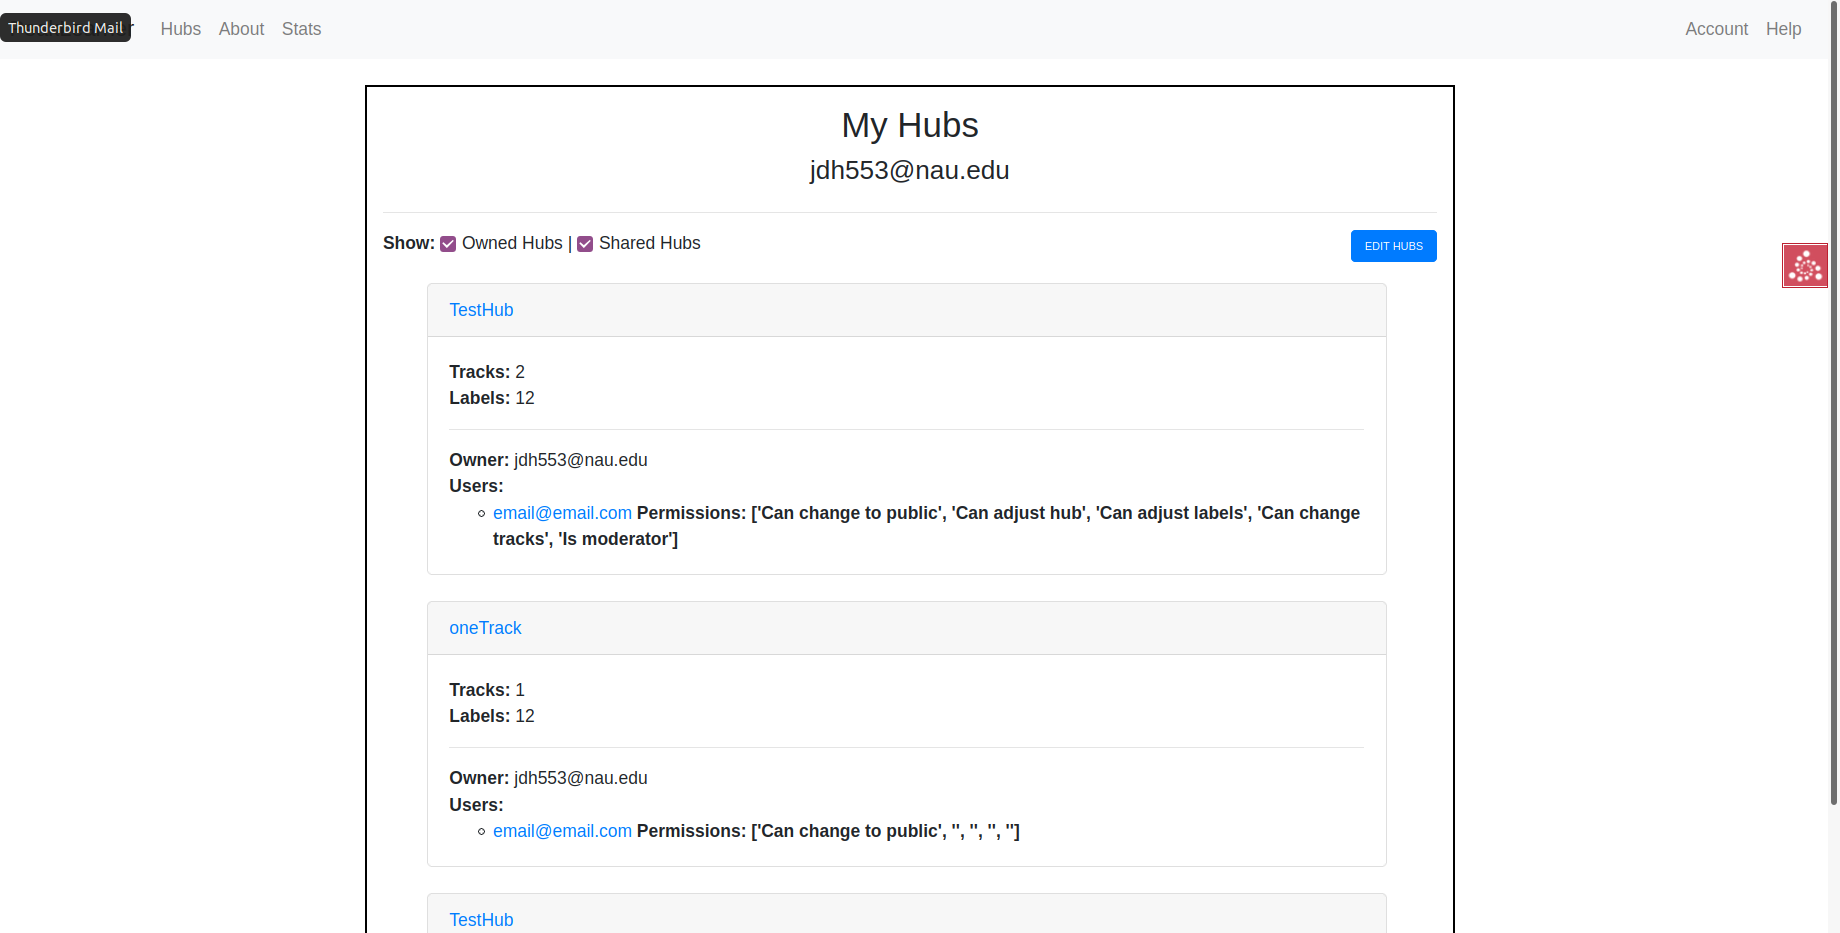 Thunderbird Mail
Hubs About Stats
Account Help
My Hubs
jdh553@nau.edu
Show: Owned Hubs | Shared Hubs
EDIT HUBS
TestHub
Tracks: 2
Labels: 12
Owner: jdh553@nau.edu
Users:
email@email.com Permissions: ['Can change to public', 'Can adjust hub', 'Can adjust labels', 'Can change
tracks', 'Is moderator']
oneTrack
Tracks: 1
Labels: 12
Owner: jdh553@nau.edu
Users:
email@email.com Permissions: ['Can change to public', '', '', '', '']
TestHub